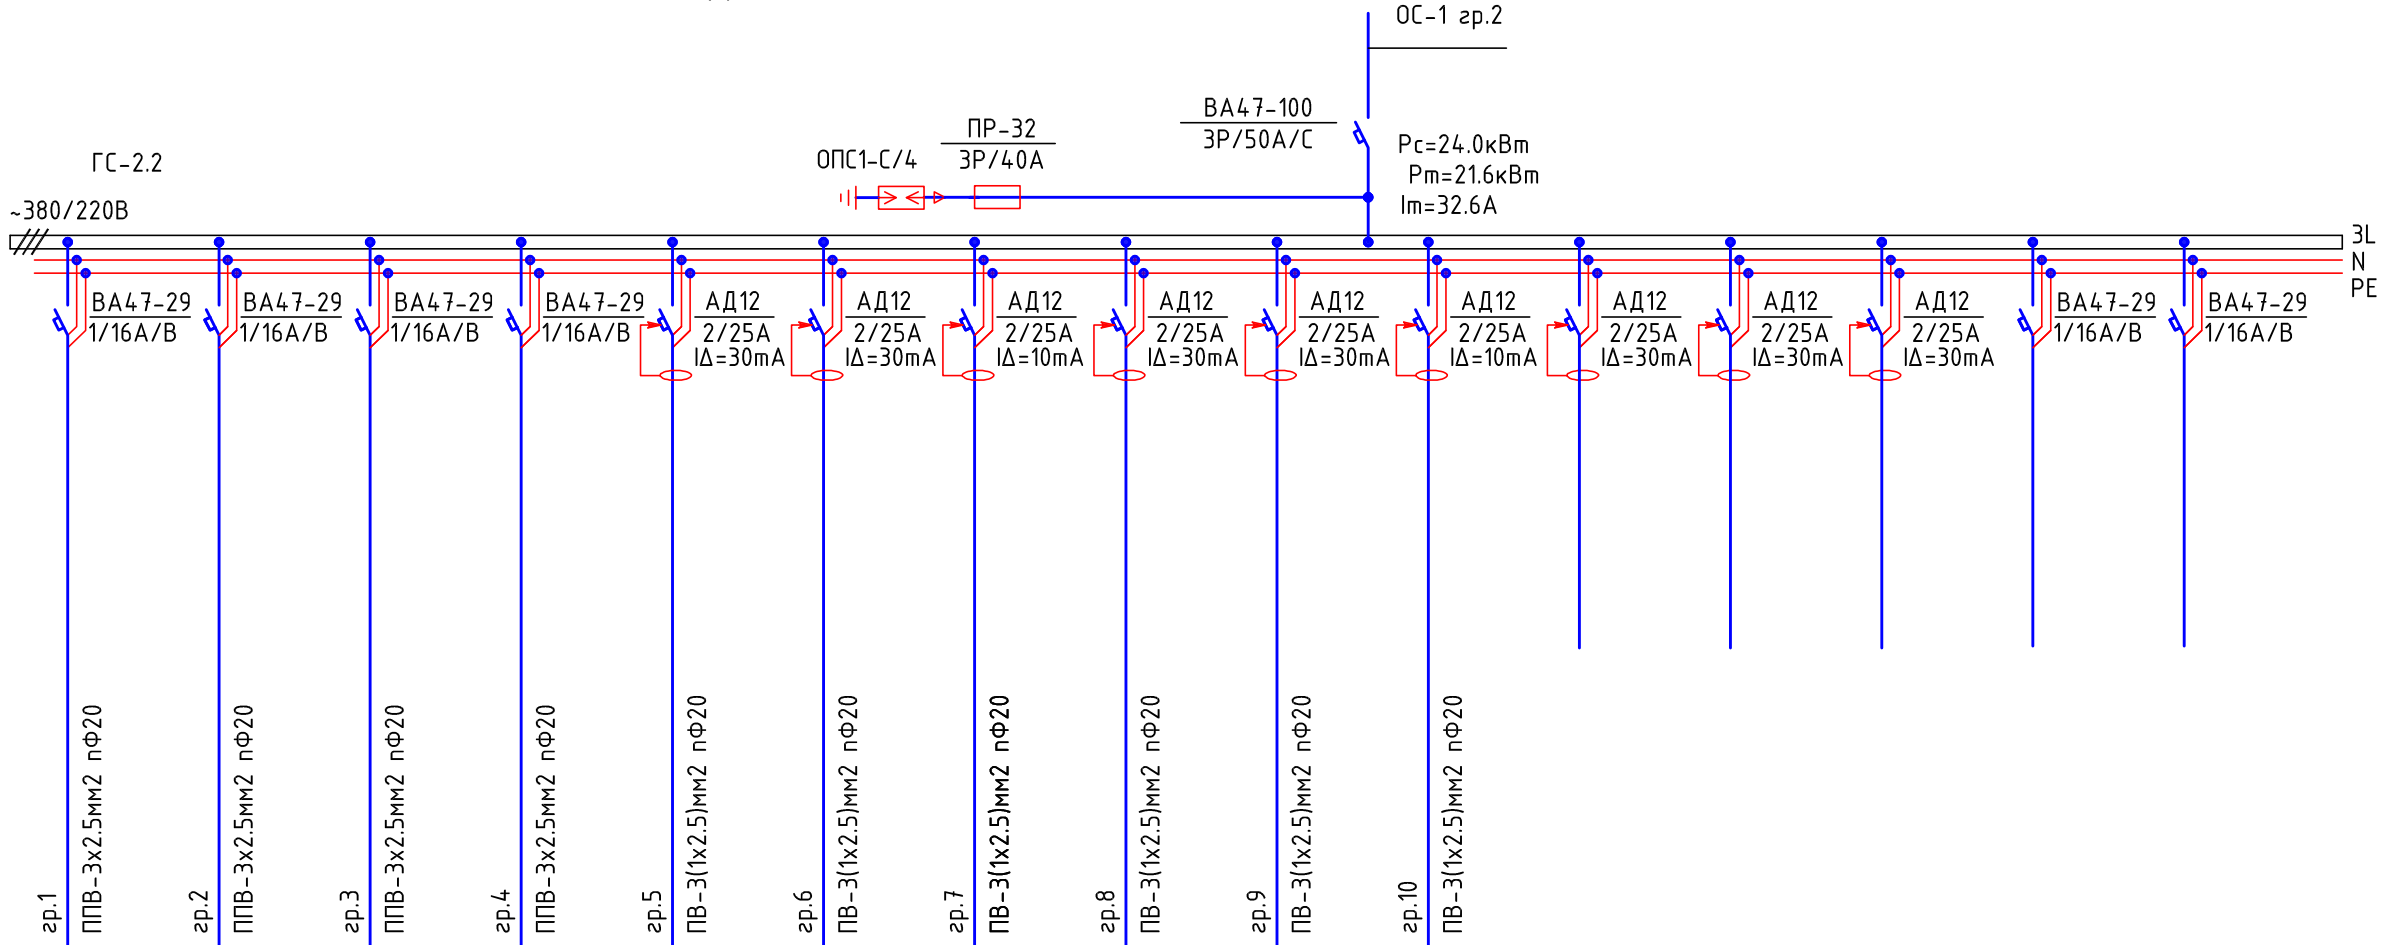 ОС-1 гр.2
ВА47-100
3P/50A/C
ПР-32
3P/40A
ОПС1-С/4
Рс=24.0кВт
Рт=21.6кВт
Iт=32.6А
ГС-2.2
~380/220В
3L
N
PE
ВА47-29
1/16А/В
ВА47-29
1/16А/В
ВА47-29
1/16А/В
ВА47-29
1/16А/В
АД12
2/25А
IΔ=30mA
АД12
2/25А
IΔ=30mA
АД12
2/25А
IΔ=10mA
АД12
2/25А
IΔ=30mA
АД12
2/25А
IΔ=30mA
АД12
2/25А
IΔ=10mA
АД12
2/25А
IΔ=30mA
АД12
2/25А
IΔ=30mA
АД12
2/25А
IΔ=30mA
ВА47-29
1/16А/В
ВА47-29
1/16А/В
гр.1
ППВ-3х2.5мм2 пФ20
гр.2
ППВ-3х2.5мм2 пФ20
гр.3
ППВ-3х2.5мм2 пФ20
гр.4
ППВ-3х2.5мм2 пФ20
гр.5
ПВ-3(1х2.5)мм2 пФ20
гр.6
ПВ-3(1х2.5)мм2 пФ20
гр.7
ПВ-3(1х2.5)мм2 пФ20
гр.8
ПВ-3(1х2.5)мм2 пФ20
гр.9
ПВ-3(1х2.5)мм2 пФ20
гр.10
ПВ-3(1х2.5)мм2 пФ20